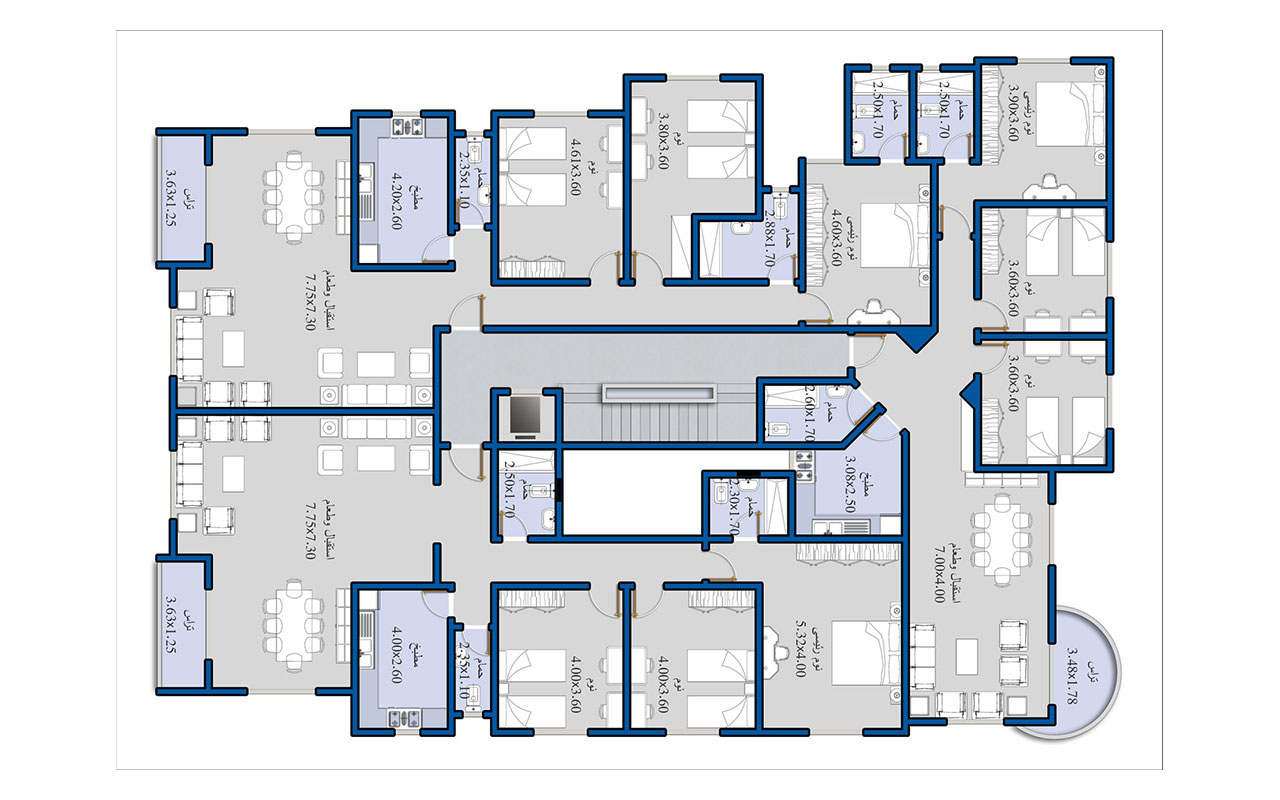 حمام
2.50x1.70
حمام
2.50x1.70
نوم رئيسى
3.90x3.60
نوم
3.80x3.60
نوم
4.61x3.60
حمام
2.35x1.10
مطبخ
4.20x2.60
تراس
3.63x1.25
حمام
2.88x1.70
نوم رئيسى
4.60x3.60
نوم
3.60x3.60
استقبال وطعام
7.75x7.30
نوم
3.60x3.60
حمام
2.60x1.70
مطبخ
3.08x2.50
حمام
2.50x1.70
حمام
2.30x1.70
استقبال وطعام
7.75x7.30
استقبال وطعام
7.00x4.00
تراس
3.63x1.25
مطبخ
4.00x2.60
حمام
2.35x1.10
نوم
4.00x3.60
نوم
4.00x3.60
نوم رئيسى
5.32x4.00
تراس
3.48x1.78